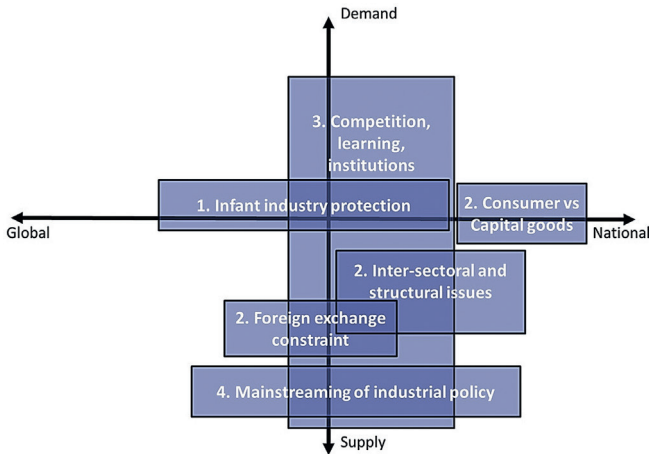 Demand
3. Competition,
learning,
institutions
1. Infant industry protection
2. Consumer vs
Capital goods
Global
National
2. Inter-sectoral and
structural issues
2. Foreign exchange
constraint
4. Mainstreaming of industrial policy
Supply